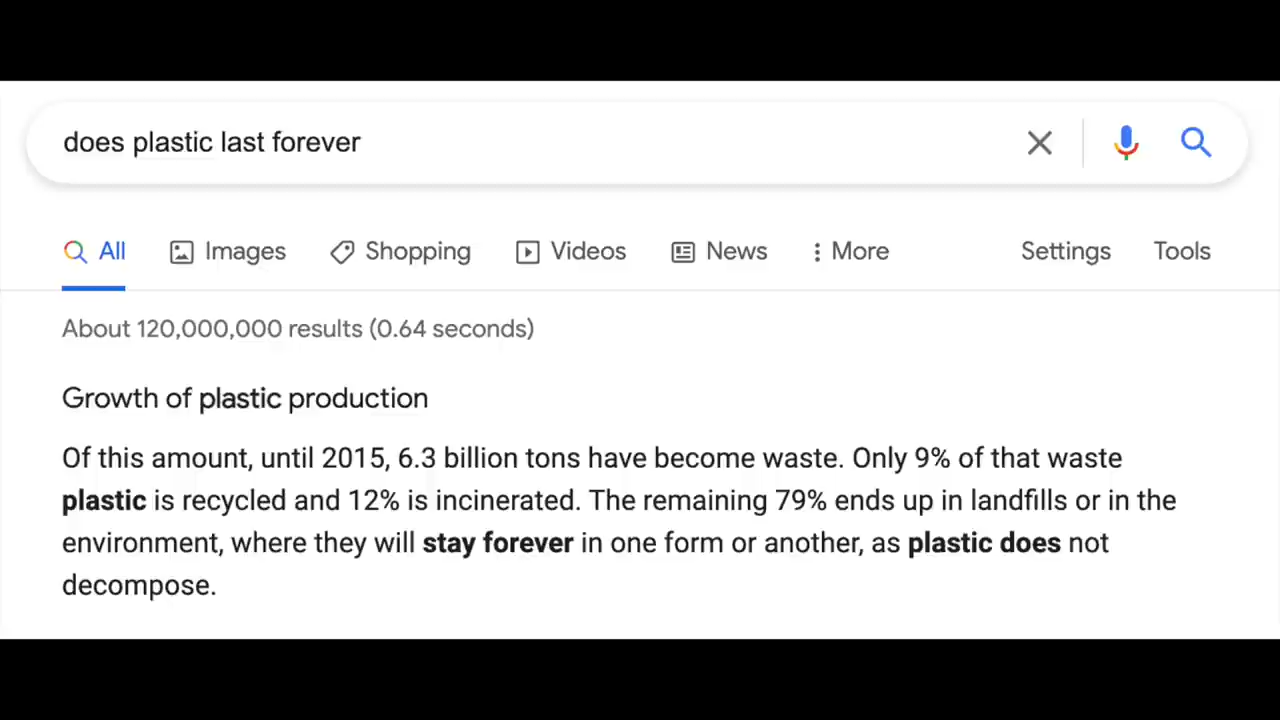 does plastic last forever
All Images Shopping Videos News More Settings Tools
About 120,000,000 results (0.64 seconds)
Growth of plastic production
Of this amount, until 2015, 6.3 billion tons have become waste. Only 9% of that waste
plastic is recycled and 12% is incinerated. The remaining 79% ends up in landfills or in the
environment, where they will stay forever in one form or another, as plastic does not
decompose.